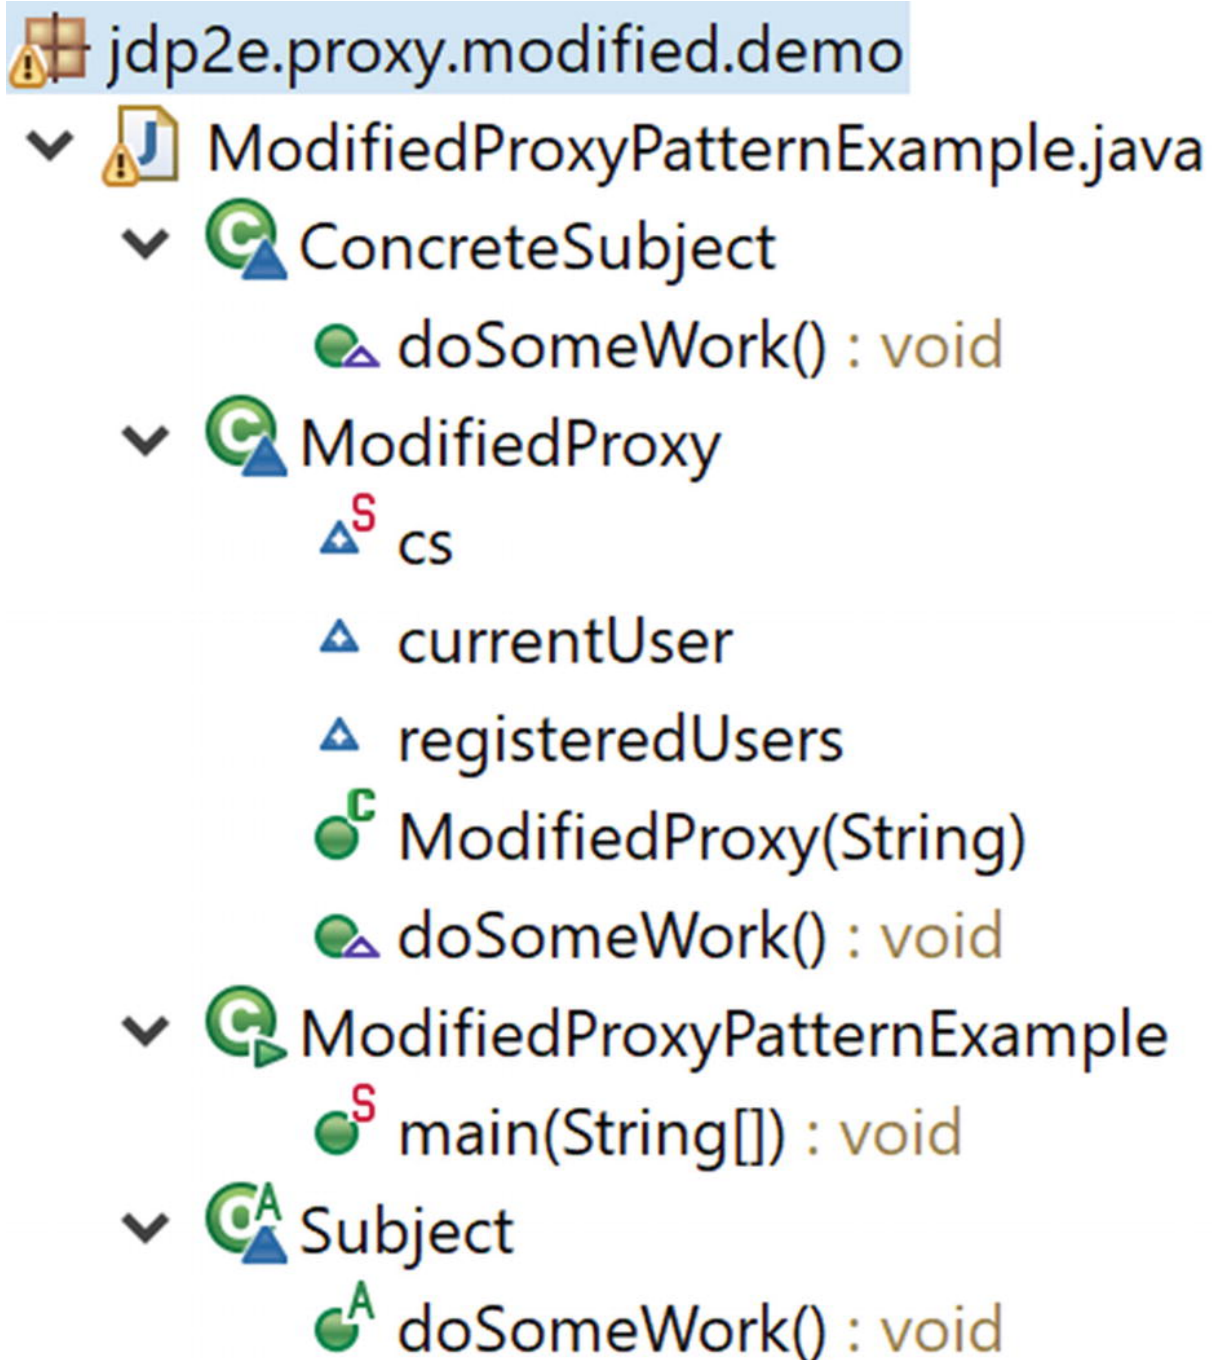 jdp2e.proxy.modified.demo
J ModifiedProxyPatternExample.java
C ConcreteSubject
doSomeWork() : void
C ModifiedProxy
S cs
currentUser
registeredUsers
C ModifiedProxy(String)
doSomeWork() : void
C ModifiedProxyPatternExample
S main(String[]) : void
C A Subject
A doSomeWork() : void